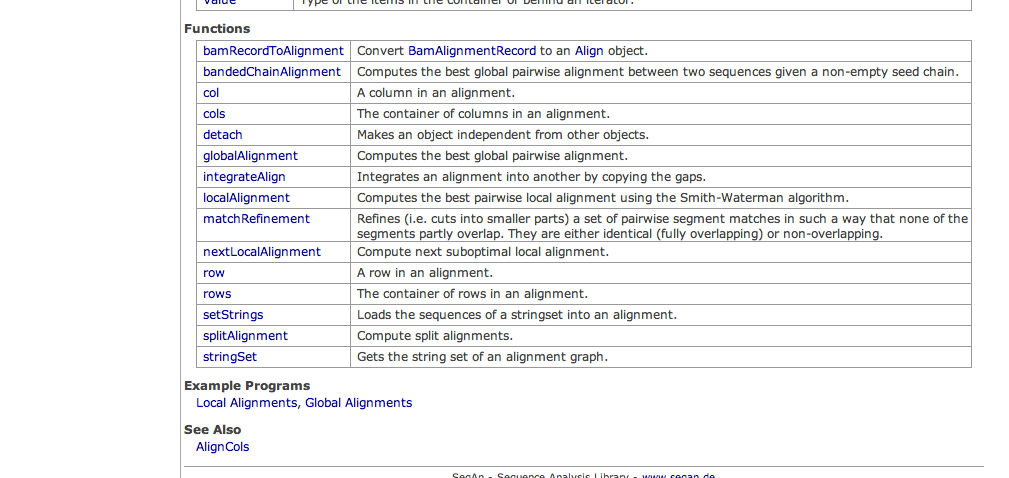 Value Type of the items in the container or behind an iterator.
Functions
bamRecordToAlignment Convert BamAlignmentRecord to an Align object.
bandedChainAlignment Computes the best global pairwise alignment between two sequences given a non-empty seed chain.
col A column in an alignment.
cols The container of columns in an alignment.
detach Makes an object independent from other objects.
globalAlignment Computes the best global pairwise alignment.
integrateAlign Integrates an alignment into another by copying the gaps.
localAlignment Computes the best pairwise local alignment using the Smith-Waterman algorithm.
matchRefinement Refines (i.e. cuts into smaller parts) a set of pairwise segment matches in such a way that none of the
segments partly overlap. They are either identical (fully overlapping) or non-overlapping.
nextLocalAlignment Compute next suboptimal local alignment.
row A row in an alignment.
rows The container of rows in an alignment.
setStrings Loads the sequences of a stringset into an alignment.
splitAlignment Compute split alignments.
stringSet Gets the string set of an alignment graph.
Example Programs
Local Alignments, Global Alignments
See Also
AlignCols
SeqAn - Sequence Analysis Library - www.seqan.de